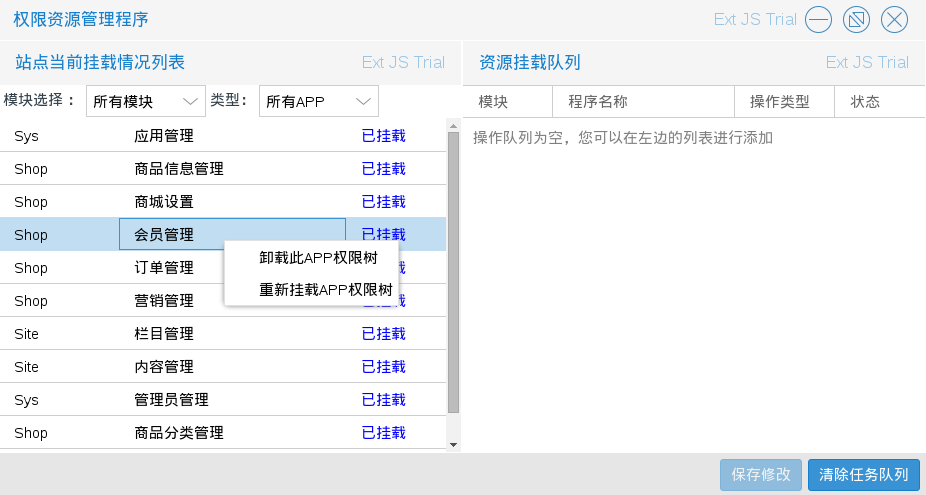 权限资源管理程序
Ext JS Trial
站点当前挂载情况列表
Ext JS Trial
资源挂载队列
Ext JS Trial
模块选择：
所有模块
类型：
所有APP
模块 程序名称 操作类型 状态
操作队列为空，您可以在左边的列表进行添加
Sys 应用管理 已挂载
Shop 商品信息管理 已挂载
Shop 商城设置 已挂载
Shop 会员管理 已挂载
卸载此APP权限树
重新挂载APP权限树
Shop 订单管理
Shop 营销管理
Site 栏目管理 已挂载
Site 内容管理 已挂载
Sys 管理员管理 已挂载
Shop 商品分类管理 已挂载
保存修改
清除任务队列